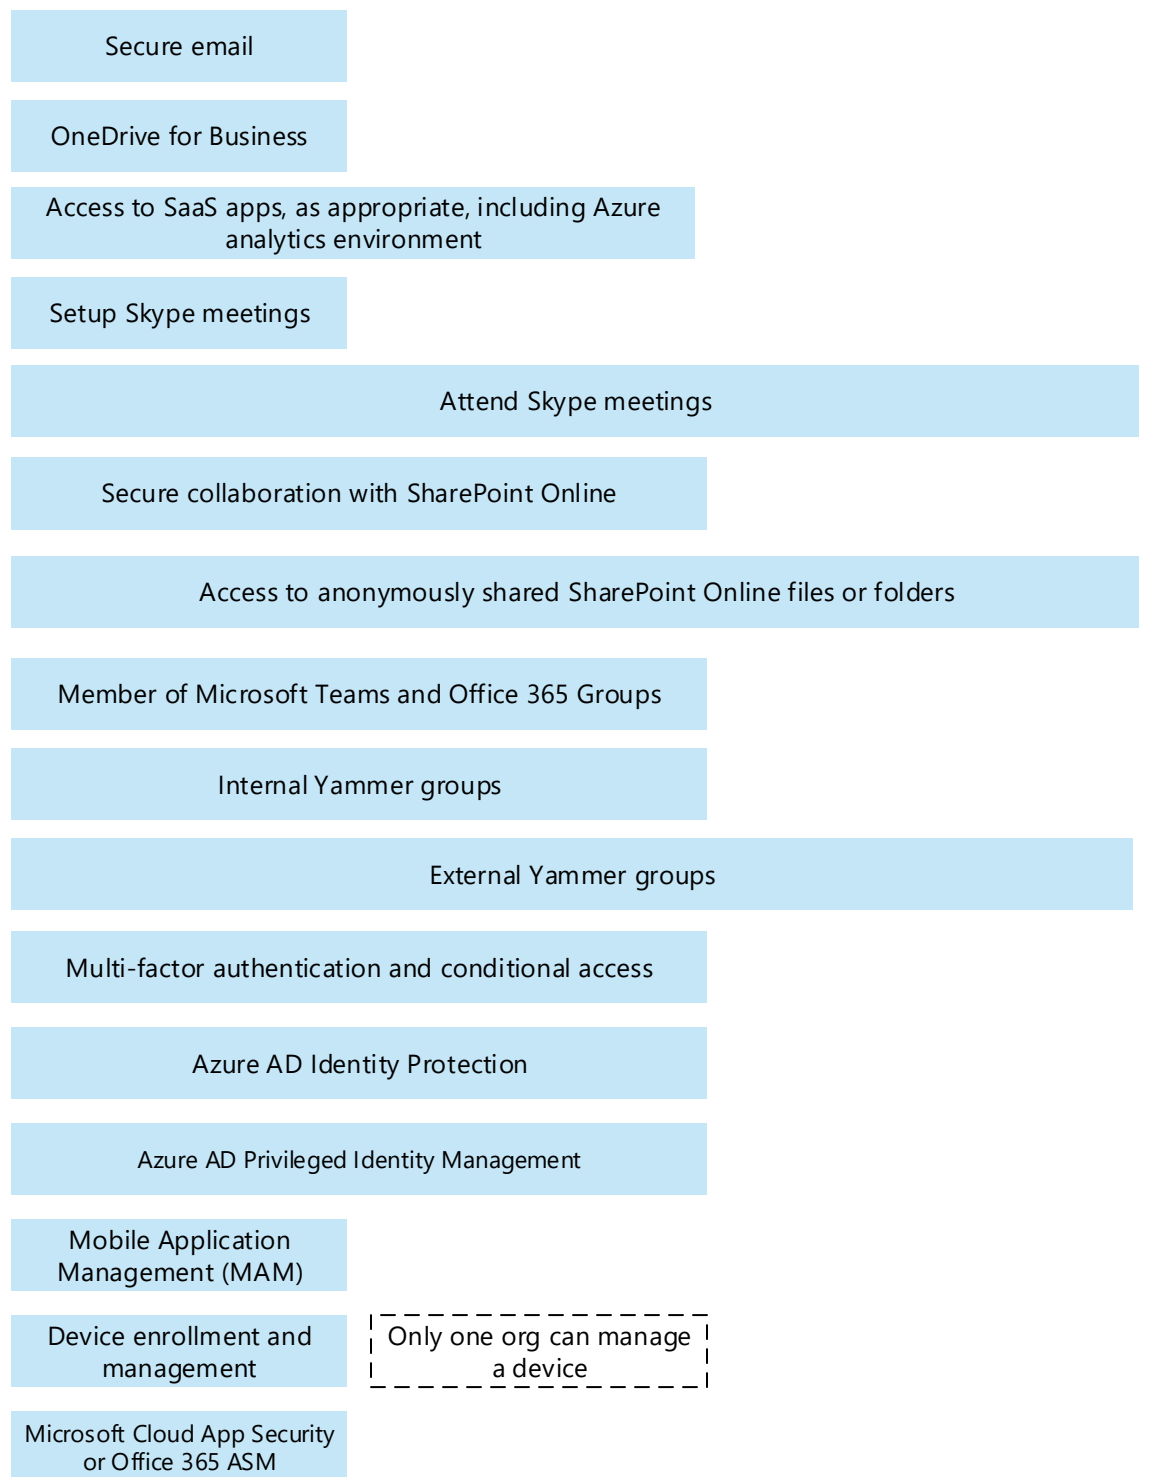 Secure email
OneDrive for Business
Access to SaaS apps, as appropriate, including Azure
analytics environment
Setup Skype meetings
Attend Skype meetings
Secure collaboration with SharePoint Online
Access to anonymously shared SharePoint Online files or folders
Member of Microsoft Teams and Office 365 Groups
Internal Yammer groups
External Yammer groups
Multi-factor authentication and conditional access
Azure AD Identity Protection
Azure AD Privileged Identity Management
Mobile Application
Management (MAM)
Device enrollment and
management
Only one org can manage
a device
Microsoft Cloud App Security
or Office 365 ASM